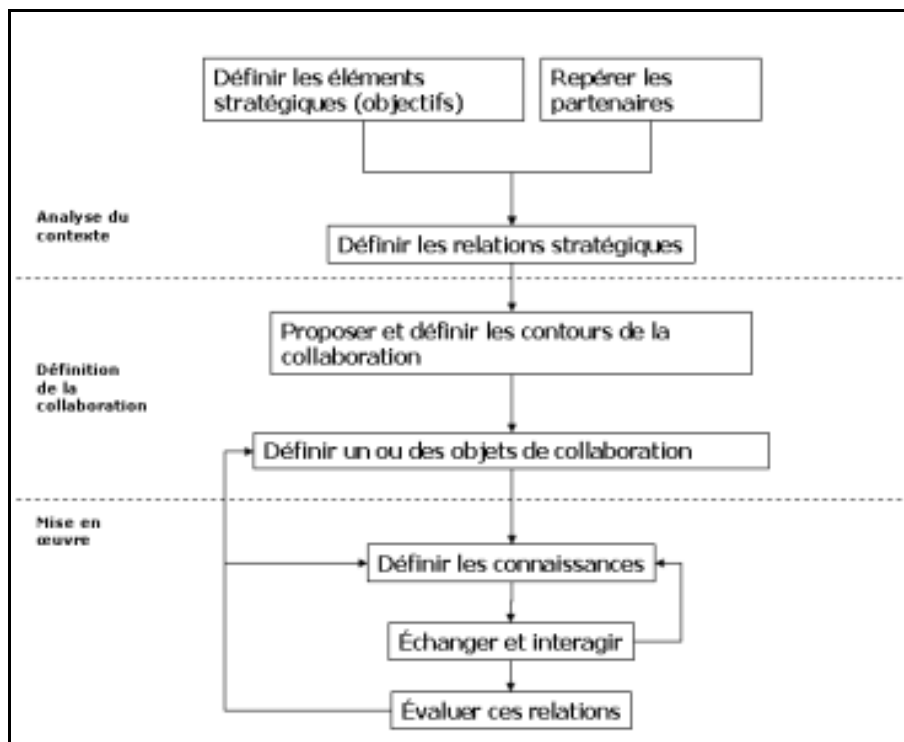 Définir les éléments
stratégiques (objectifs)
Repérer les
partenaires
Analyse du
contexte
Définir les relations stratégiques
Proposer et définir les contours de la
collaboration
Définition
de la
collaboration
Définir un ou des objets de collaboration
Mise en
œuvre
Définir les connaissances
Échanger et interagir
Évaluer ces relations